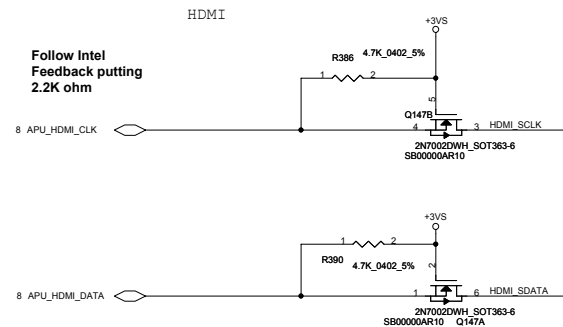 HDMI
+3VS
Follow Intel
Feedback putting
2.2K ohm
R386
4.7K_0402_5%
1
2
5
Q147B
8 APU_HDMI_CLK
4
3
HDMI_SCLK
2N7002DWH_SOT363-6
SB00000AR10
+3VS
1
2
R390
4.7K_0402_5%
2
8 APU_HDMI_DATA
1
6
HDMI_SDATA
2N7002DWH_SOT363-6
SB00000AR10 Q147A